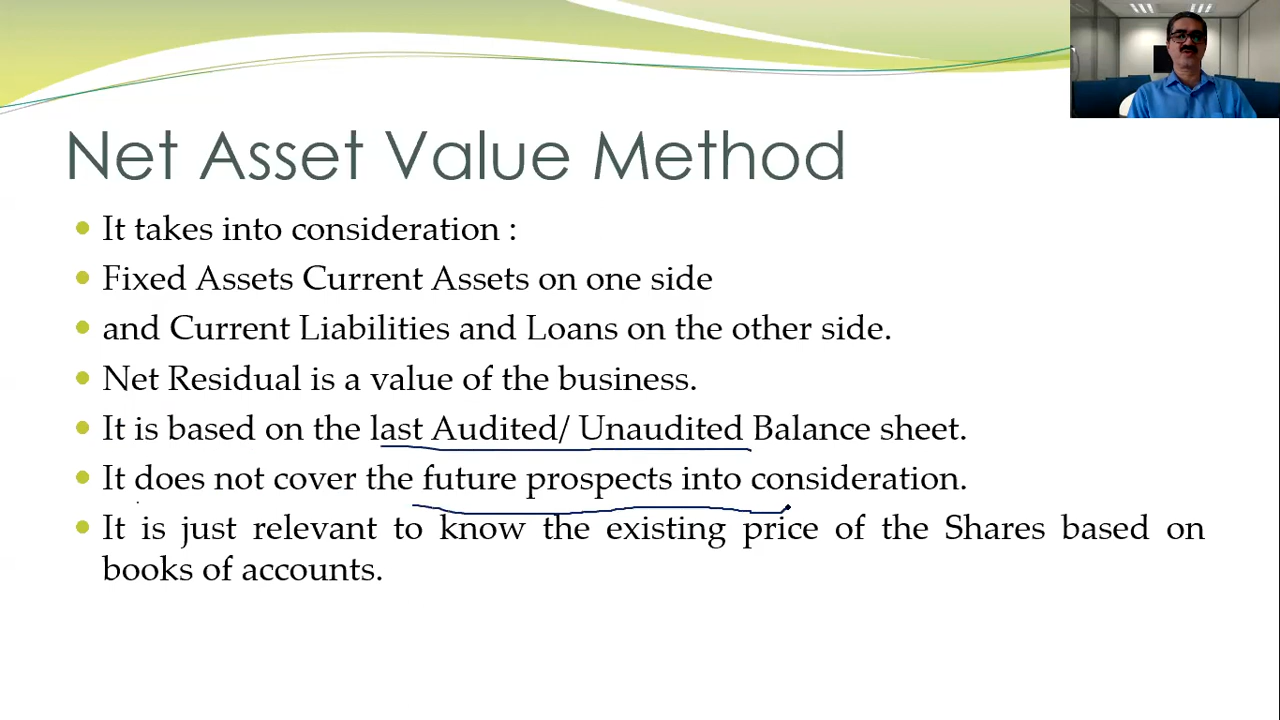 Net Asset Value Method
It takes into consideration :
Fixed Assets Current Assets on one side
and Current Liabilities and Loans on the other side.
Net Residual is a value of the business.
It is based on the last Audited/ Unaudited Balance sheet.
It does not cover the future prospects into consideration.
It is just relevant to know the existing price of the Shares based on
books of accounts.